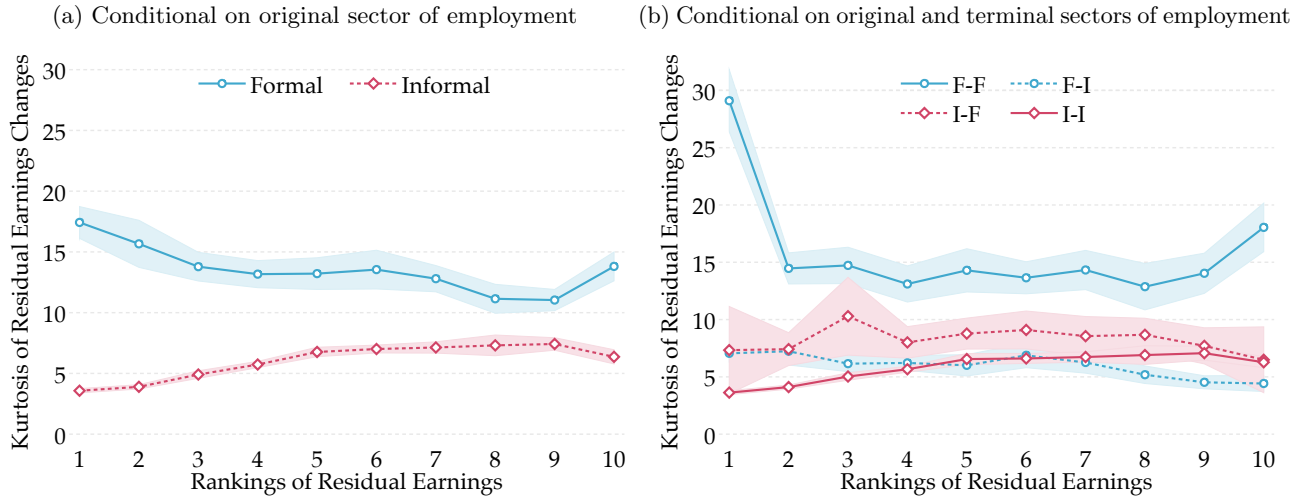 (a) Conditional on original sector of employment
Kurtosis of Residual Earnings Changes
30
25
20
15
10
5
0
Formal
Informal
1 2 3 4 5 6 7 8 9 10
Rankings of Residual Earnings
(b) Conditional on original and terminal sectors of employment
Kurtosis of Residual Earnings Changes
30
25
20
15
10
5
0
F-F
F-I
I-F
I-I
1 2 3 4 5 6 7 8 9 10
Rankings of Residual Earnings